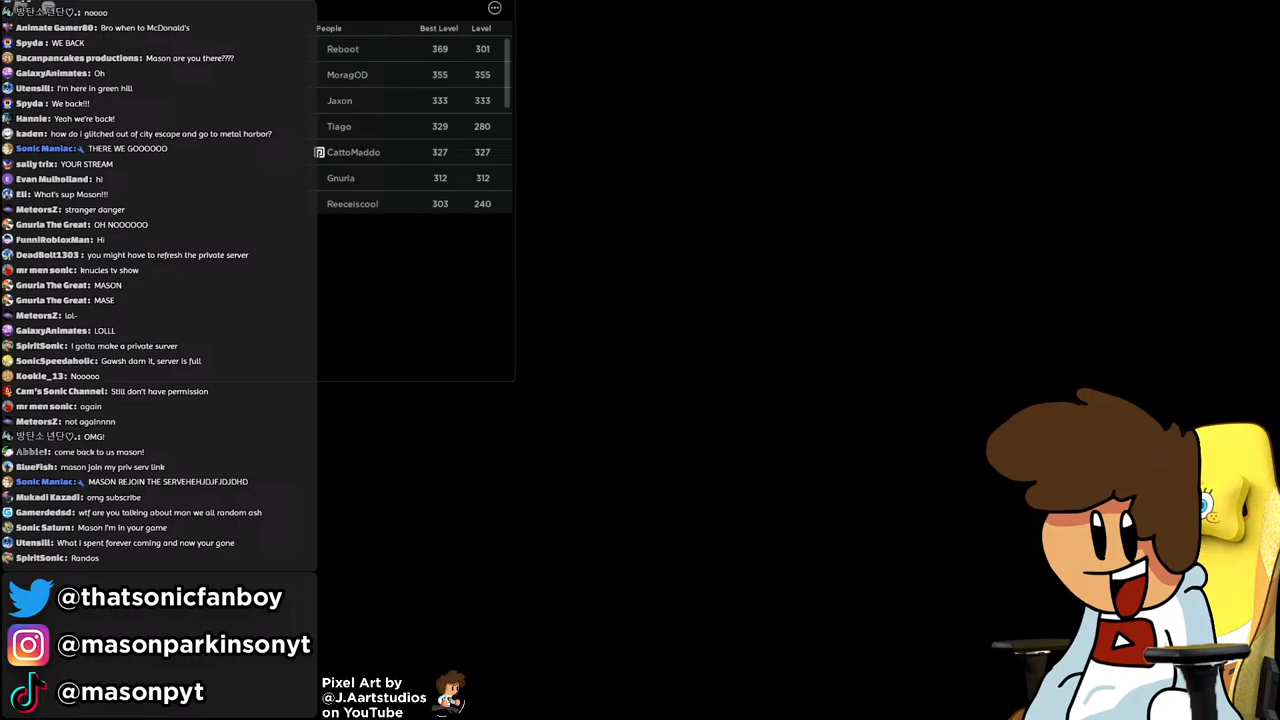 방탄소 년단♡.: noooo
Animate Gamer80: Bro when to McDonald's
Spyda: WE BACK
Bacanpancakes productions: Mason are you there????
GalaxyAnimates: Oh
Utensill: I'm here in green hill
Spyda: We back!!!
Hannie: Yeah we're back!
kaden: how do i glitched out of city escape and go to metal harbor?
Sonic Maniac: THERE WE GOOOOOO
sally trix: YOUR STREAM
Evan Mulholland: hi
Eli: What's sup Mason!!!
MeteorsZ: stranger danger
Gnurla The Great: OH NOOOOOO
FunniRobloxMan: Hi
DeadBolt1303: you might have to refresh the private server
mr men sonic: knucles tv show
Gnurla The Great: MASON
Gnurla The Great: MASE
MeteorsZ: lol-
GalaxyAnimates: LOLLL
SpiritSonic: I gotta make a private surver
SonicSpeedaholic: Gawsh darn it, server is full
Kookie_13: Nooooo
Cam's Sonic Channel: Still don't have permission
mr men sonic: again
MeteorsZ: not againnnn
방탄소 년단♡.: OMG!
Abbie!: come back to us mason!
BlueFish: mason join my priv serv link
Sonic Maniac: MASON REJOIN THE SERVEHEHJDJFJDJDHD
Mukadi Kazadi: omg subscribe
Gamerdedsd: wtf are you talking about man we all random ash
Sonic Saturn: Mason I'm in your game
Utensill: What I spent forever coming and now your gone
SpiritSonic: Randos
@thatsonicfanboy
@masonparkinsonyt
@masonpyt
People Best Level Level
Reboot 369 301
MoragOD 355 355
Jaxon 333 333
Tiago 329 280
CattoMaddo 327 327
Gnurla 312 312
Reeceiscool 303 240
Pixel Art by
@J.Aartstudios
on YouTube